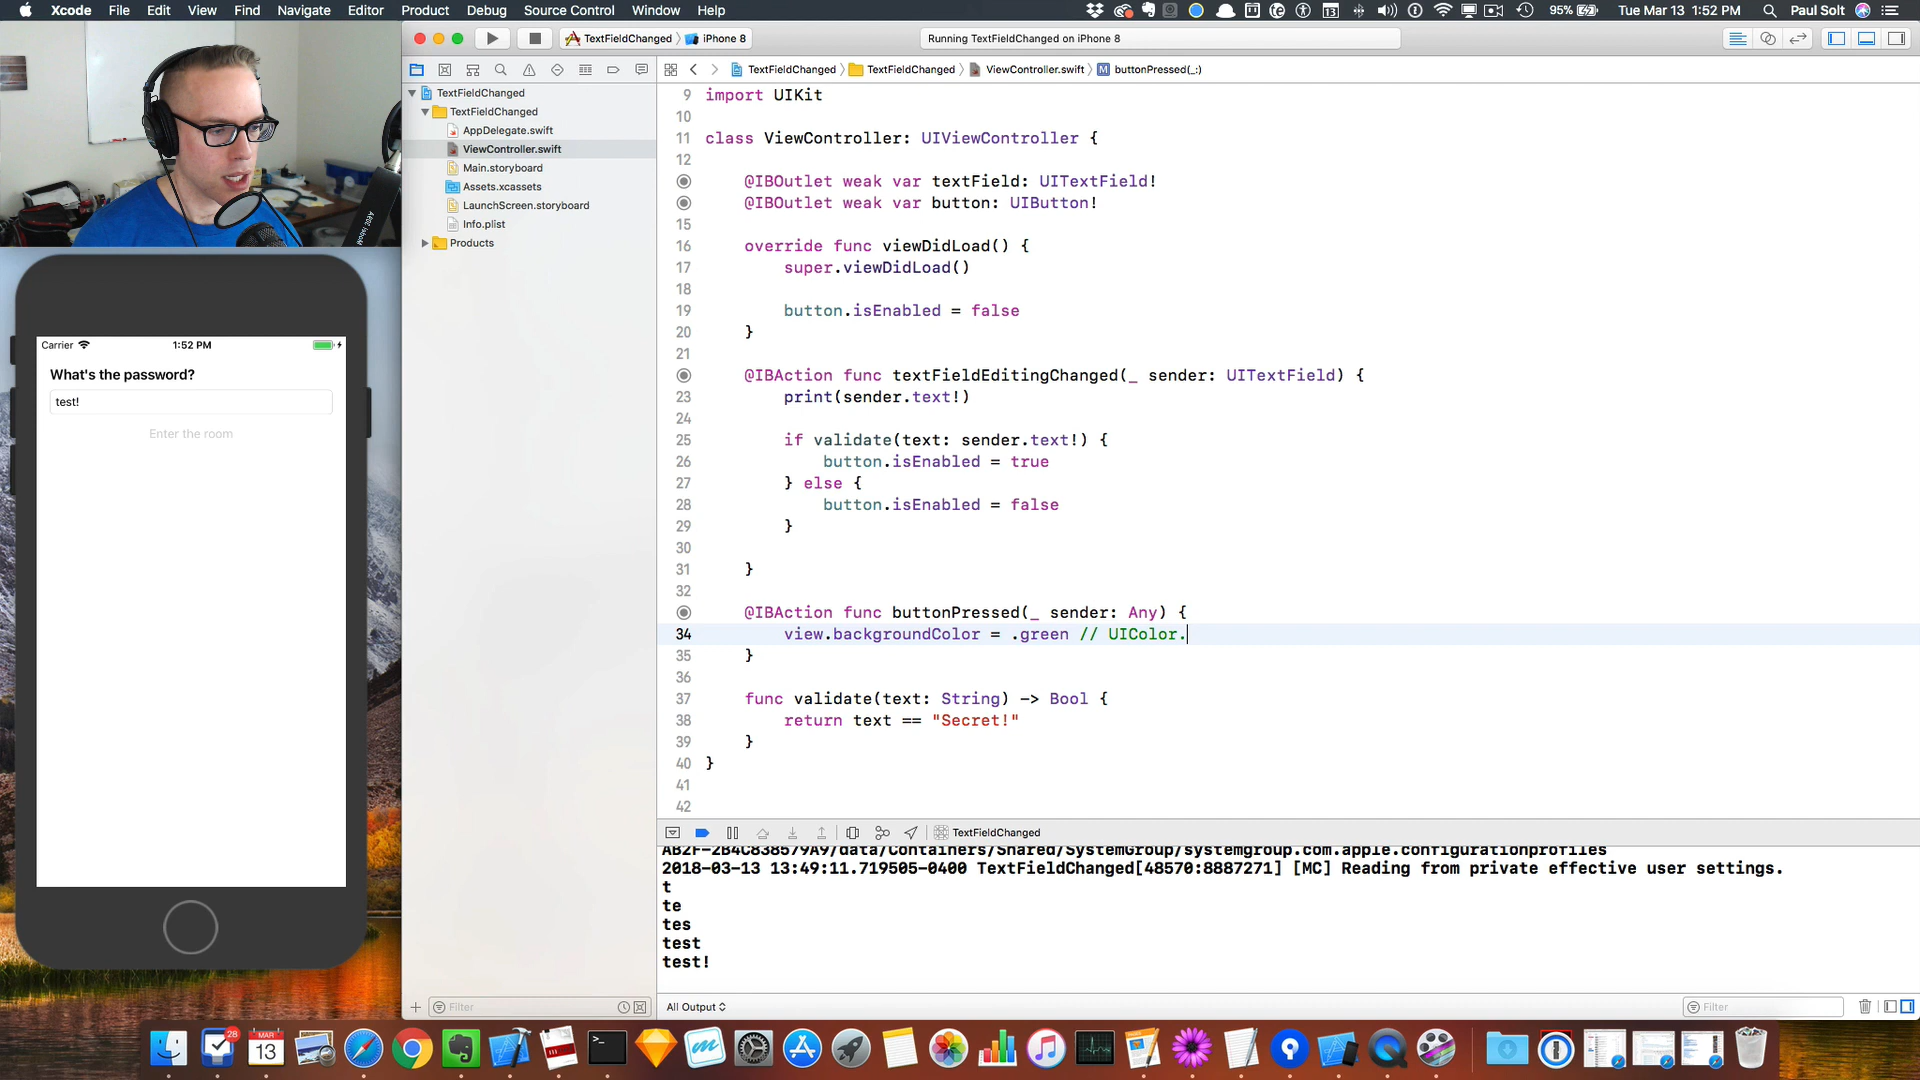 Xcode File Edit View Find Navigate Editor Product Debug Source Control Window Help
95% Tue Mar 13 1:52 PM Paul Solt
TextFieldChanged iPhone 8
Running TextFieldChanged on iPhone 8
TextFieldChanged TextFieldChanged ViewController.swift M buttonPressed(_:)
TextFieldChanged
TextFieldChanged
AppDelegate.swift
ViewController.swift
Main.storyboard
Assets.xcassets
LaunchScreen.storyboard
Info.plist
Products
Carrier 1:52 PM
What's the password?
test!
Enter the room
9 import UIKit
10
11 class ViewController: UIViewController {
12
@IBOutlet weak var textField: UITextField!
@IBOutlet weak var button: UIButton!
15
16 override func viewDidLoad() {
17 super.viewDidLoad()
18
19 button.isEnabled = false
20 }
21
@IBAction func textFieldEditingChanged(_ sender: UITextField) {
23 print(sender.text!)
24
25 if validate(text: sender.text!) {
26 button.isEnabled = true
27 } else {
28 button.isEnabled = false
29 }
30
31 }
32
@IBAction func buttonPressed(_ sender: Any) {
34 view.backgroundColor = .green // UIColor.
35 }
36
37 func validate(text: String) -> Bool {
38 return text == "Secret!"
39 }
40 }
41
42
TextFieldChanged
AB2F-2B4C838579A9/data/Containers/Shared/SystemGroup/systemgroup.com.apple.configurationprofiles
2018-03-13 13:49:11.719505-0400 TextFieldChanged[48570:8887271] [MC] Reading from private effective user settings.
t
te
tes
test
test!
Filter
All Output
Filter
28
MAR
13